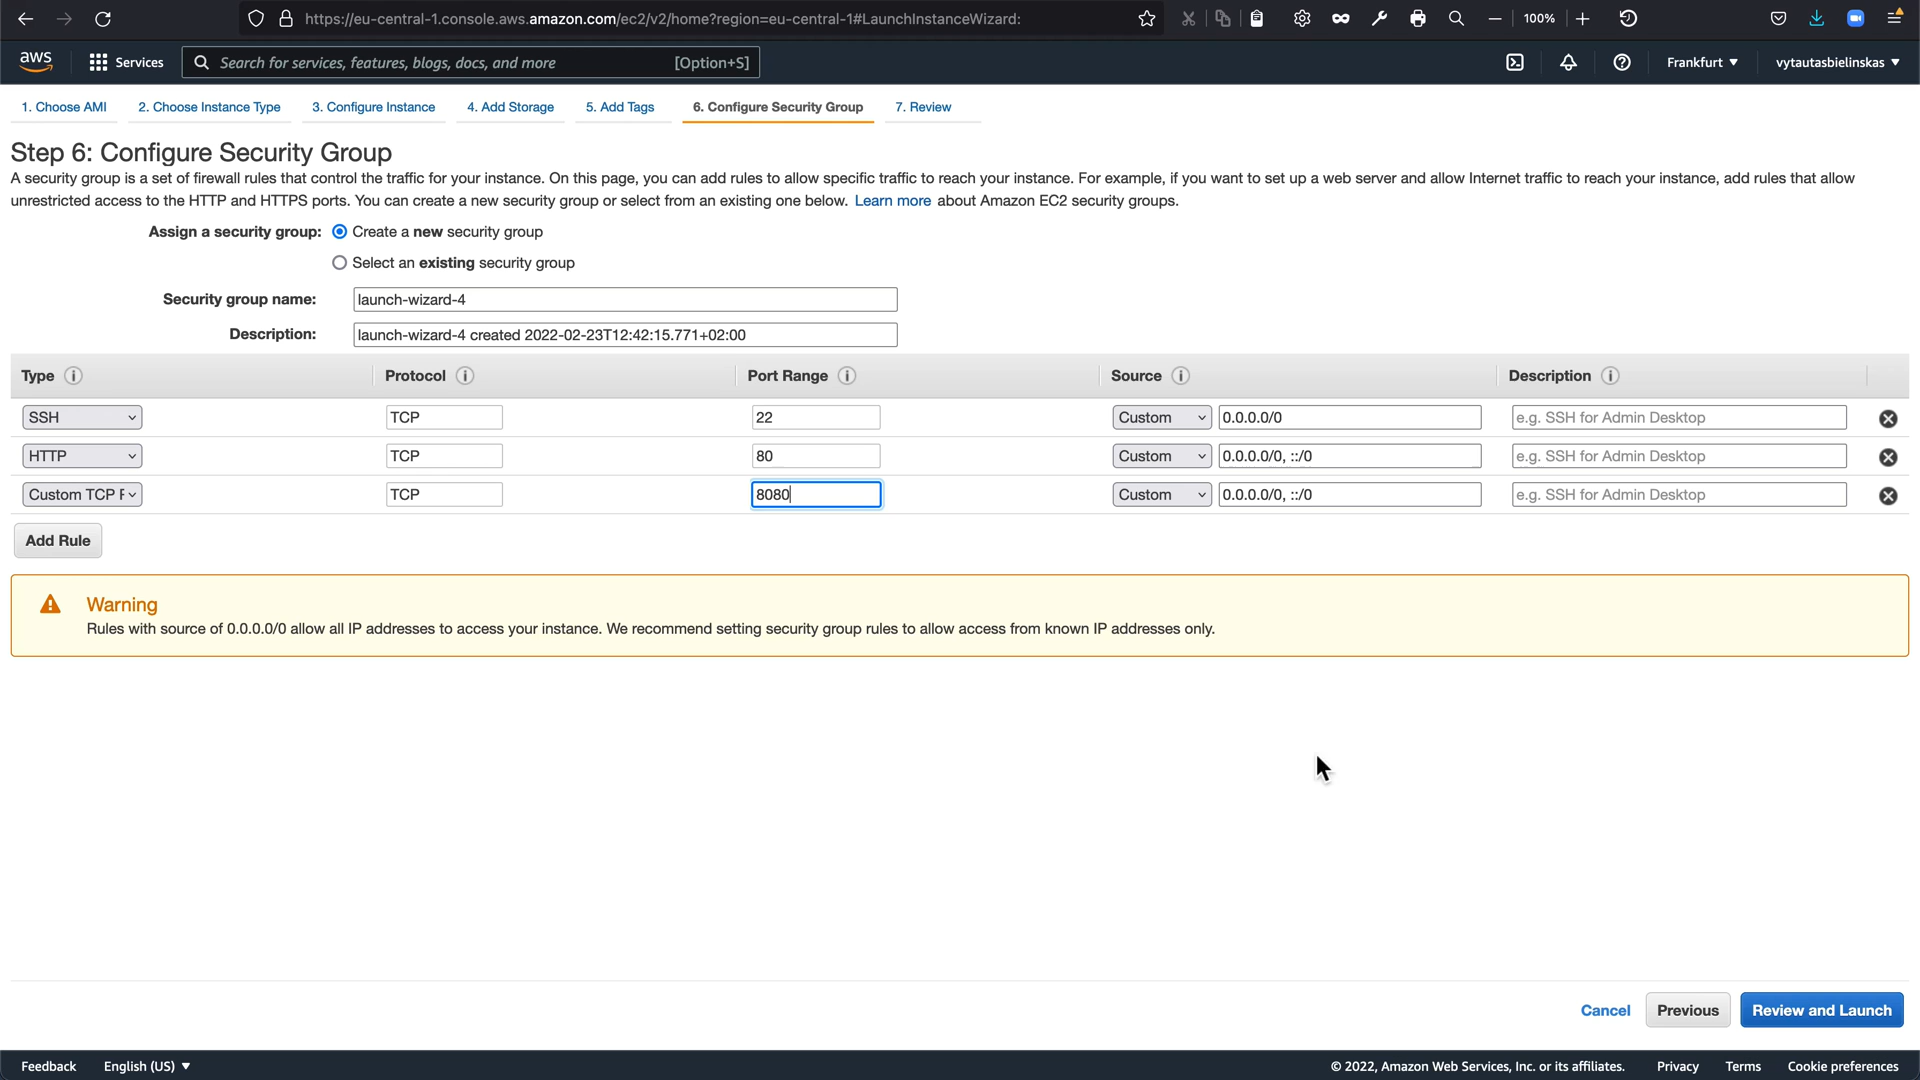 https://eu-central-1.console.aws.amazon.com/ec2/v2/home?region=eu-central-1#LaunchInstanceWizard:
100%
aws
Services
Search for services, features, blogs, docs, and more
[Option+S]
Frankfurt ▼
vytautasbielinskas ▼
1. Choose AMI
2. Choose Instance Type
3. Configure Instance
4. Add Storage
5. Add Tags
6. Configure Security Group
7. Review
Step 6: Configure Security Group
A security group is a set of firewall rules that control the traffic for your instance. On this page, you can add rules to allow specific traffic to reach your instance. For example, if you want to set up a web server and allow Internet traffic to reach your instance, add rules that allow
unrestricted access to the HTTP and HTTPS ports. You can create a new security group or select from an existing one below. Learn more about Amazon EC2 security groups.
Assign a security group:
Create a new security group
Select an existing security group
Security group name:
launch-wizard-4
Description:
launch-wizard-4 created 2022-02-23T12:42:15.771+02:00
Type
Protocol
Port Range
Source
Description
SSH
TCP
22
Custom
0.0.0.0/0
e.g. SSH for Admin Desktop
HTTP
TCP
80
Custom
0.0.0.0/0, ::/0
e.g. SSH for Admin Desktop
Custom TCP F
TCP
8080
Custom
0.0.0.0/0, ::/0
e.g. SSH for Admin Desktop
Add Rule
Warning
Rules with source of 0.0.0.0/0 allow all IP addresses to access your instance. We recommend setting security group rules to allow access from known IP addresses only.
Cancel
Previous
Review and Launch
Feedback
English (US) ▼
© 2022, Amazon Web Services, Inc. or its affiliates.
Privacy
Terms
Cookie preferences